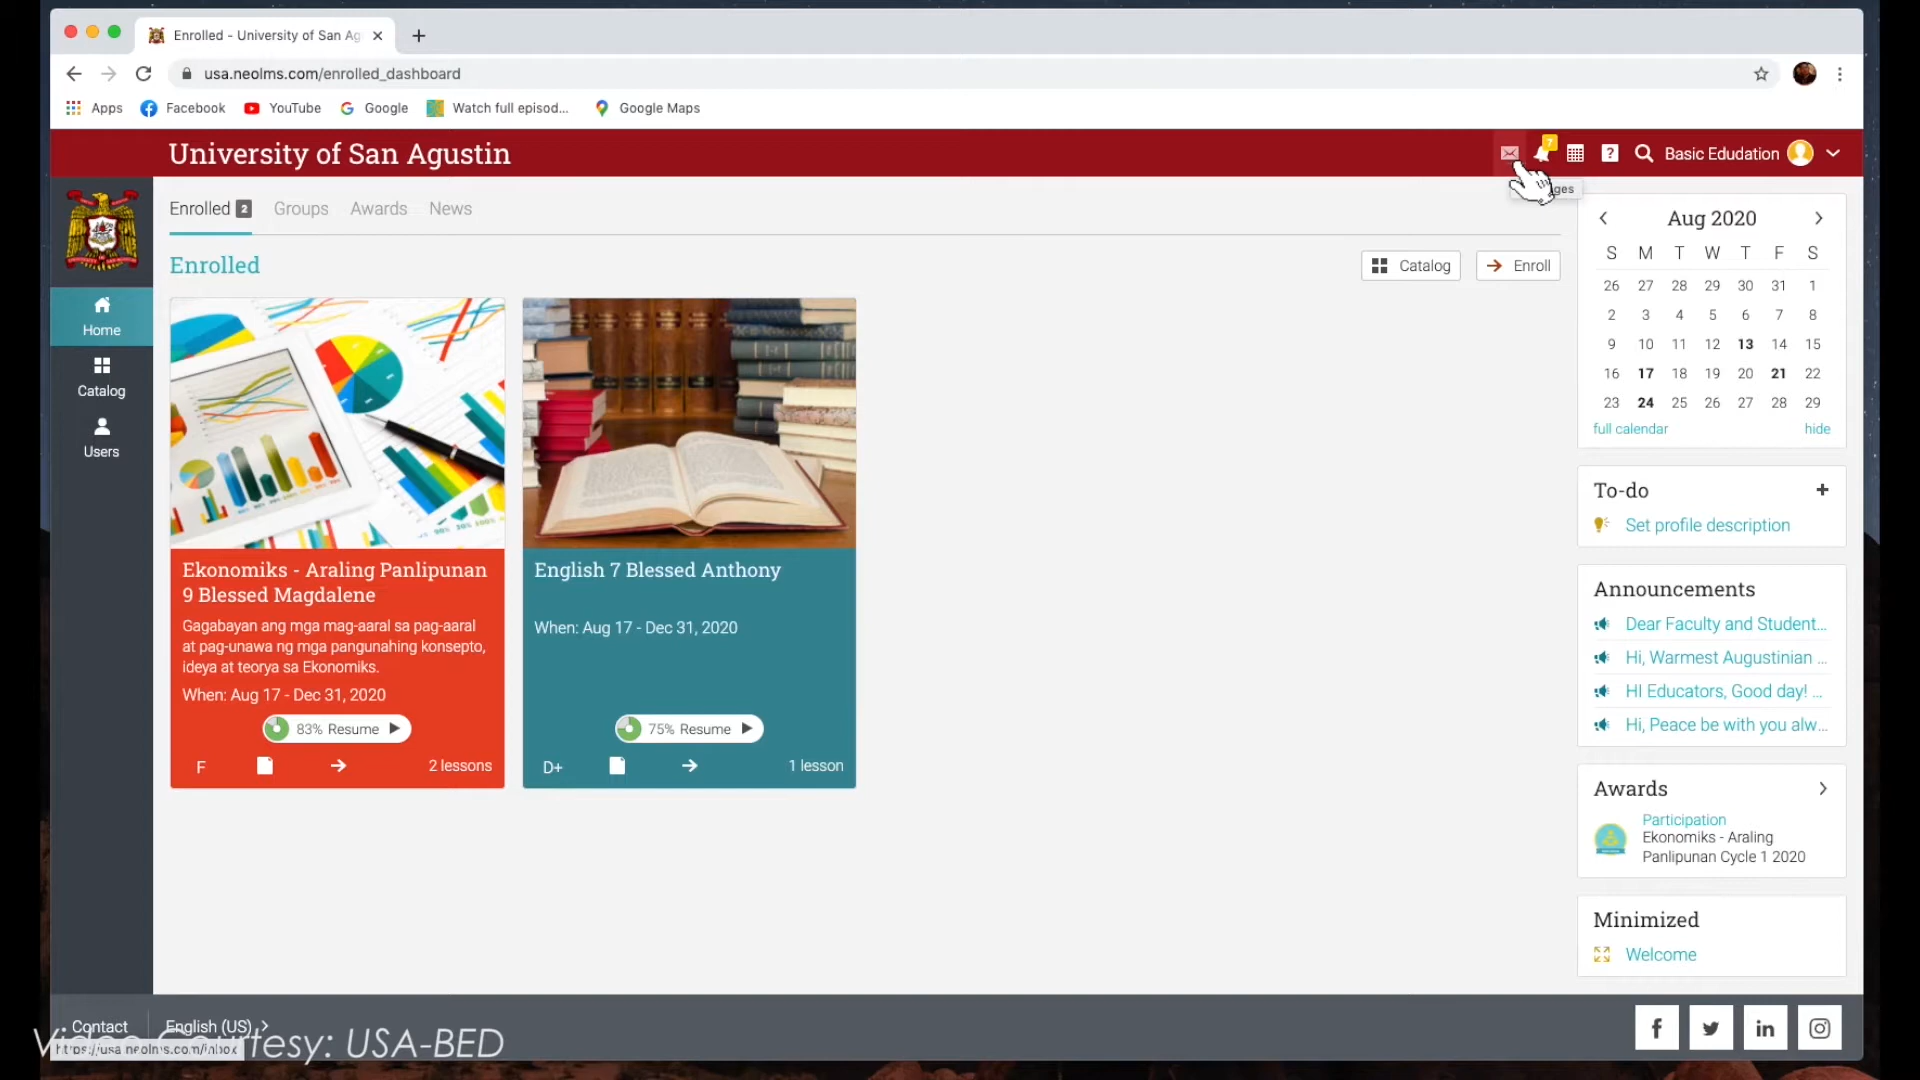 Enrolled - University of San Ag
usa.neolms.com/enrolled_dashboard
Apps Facebook YouTube Google Watch full episod... Google Maps
University of San Agustin
7
? Basic Edudation
Enrolled 2 Groups Awards News
Enrolled
Catalog Enroll
Home
Catalog
Users
Ekonomiks - Araling Panlipunan
9 Blessed Magdalene
Gagabayan ang mga mag-aaral sa pag-aaral
at pag-unawa ng mga pangunahing konsepto,
ideya at teorya sa Ekonomiks.
When: Aug 17 - Dec 31, 2020
83% Resume
F 2 lessons
English 7 Blessed Anthony
When: Aug 17 - Dec 31, 2020
75% Resume
D+ 1 lesson
Aug 2020
S M T W T F S
26 27 28 29 30 31 1
2 3 4 5 6 7 8
9 10 11 12 13 14 15
16 17 18 19 20 21 22
23 24 25 26 27 28 29
full calendar hide
To-do
Set profile description
Announcements
Dear Faculty and Student...
Hi, Warmest Augustinian ...
HI Educators, Good day! ...
Hi, Peace be with you alw...
Awards
Participation
Ekonomiks - Araling
Panlipunan Cycle 1 2020
Minimized
Welcome
Contact English (US)
Video Courtesy: USA-BED
https://usa.neolms.com/inbox